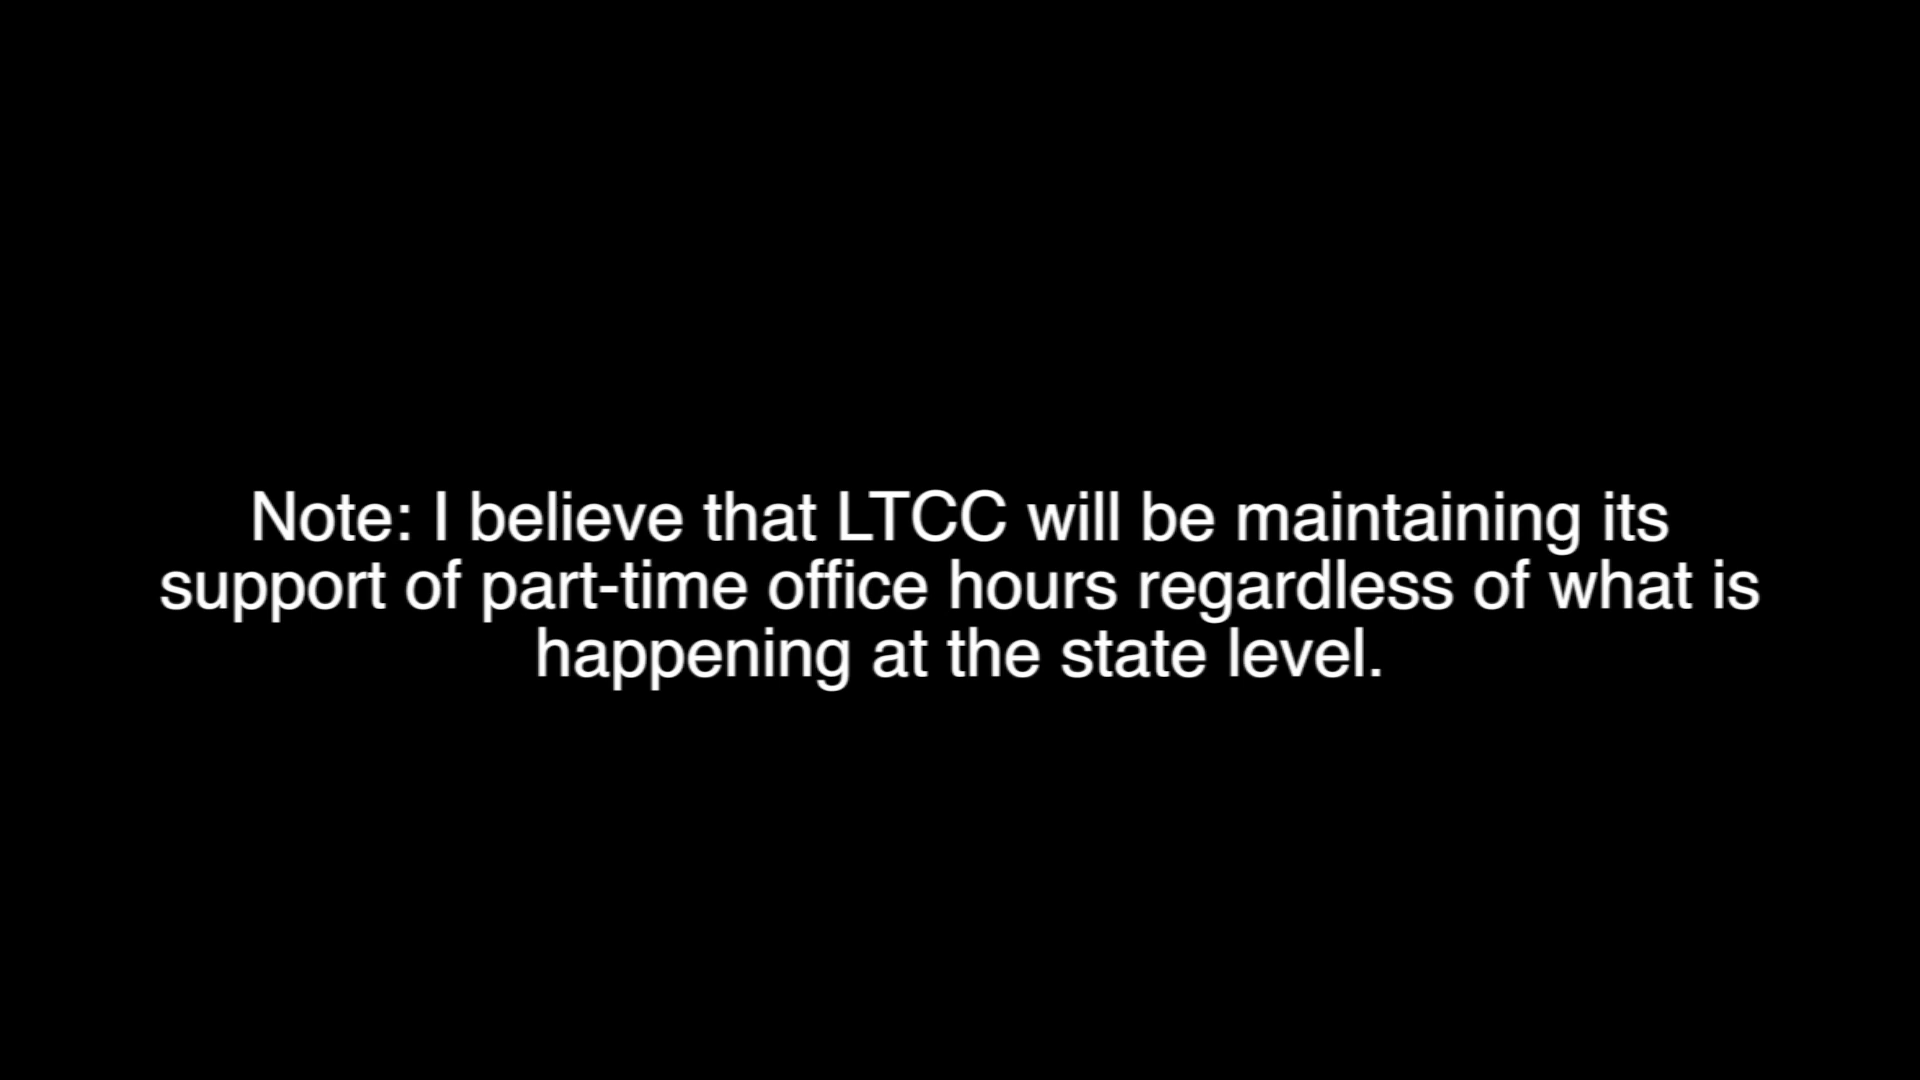 Note: I believe that LTCC will be maintaining its
support of part-time office hours regardless of what is
happening at the state level.